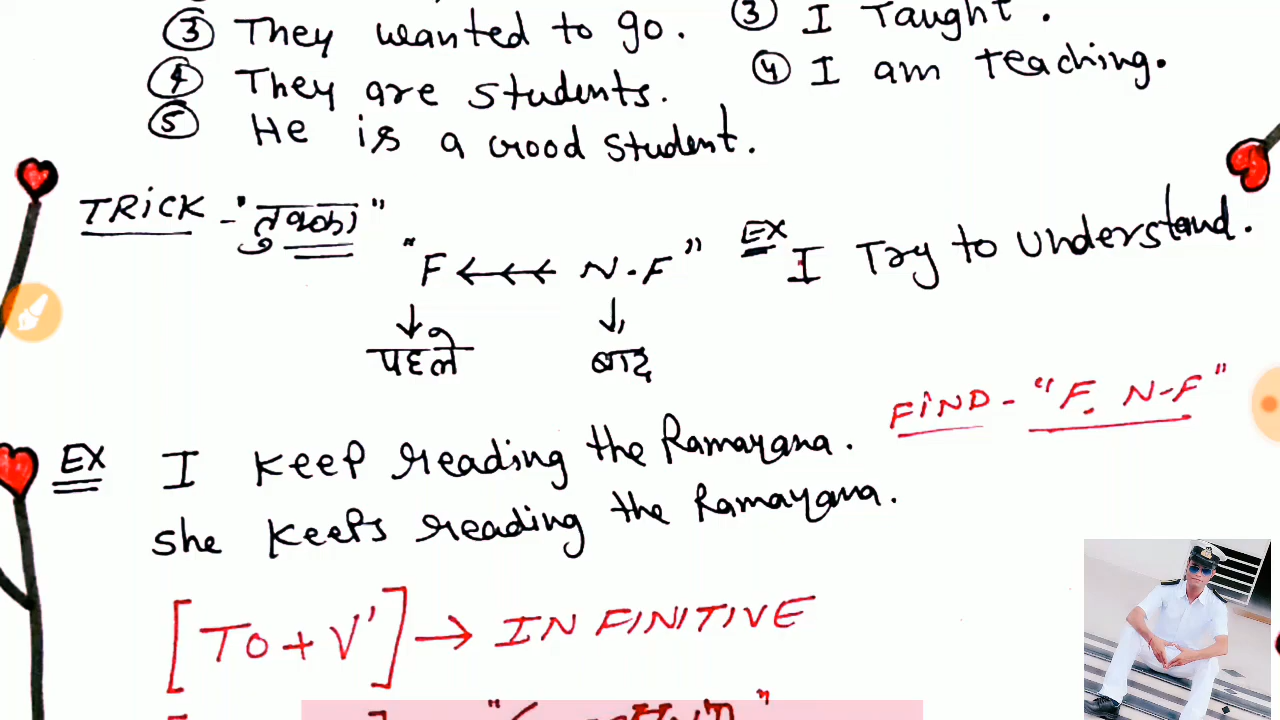 ③ They wanted to go. ③ I Taught.
④ They are students. ④ I am teaching.
⑤ He is a Good Student.
TRICK - "
"F ← ← ← N.F" EX I Try to understand.
पहले बाद
FIND - "F. N-F"
EX I keep reading the Ramayana.
She keeps reading the Ramayana.
[TO + V'] → INFINITIVE